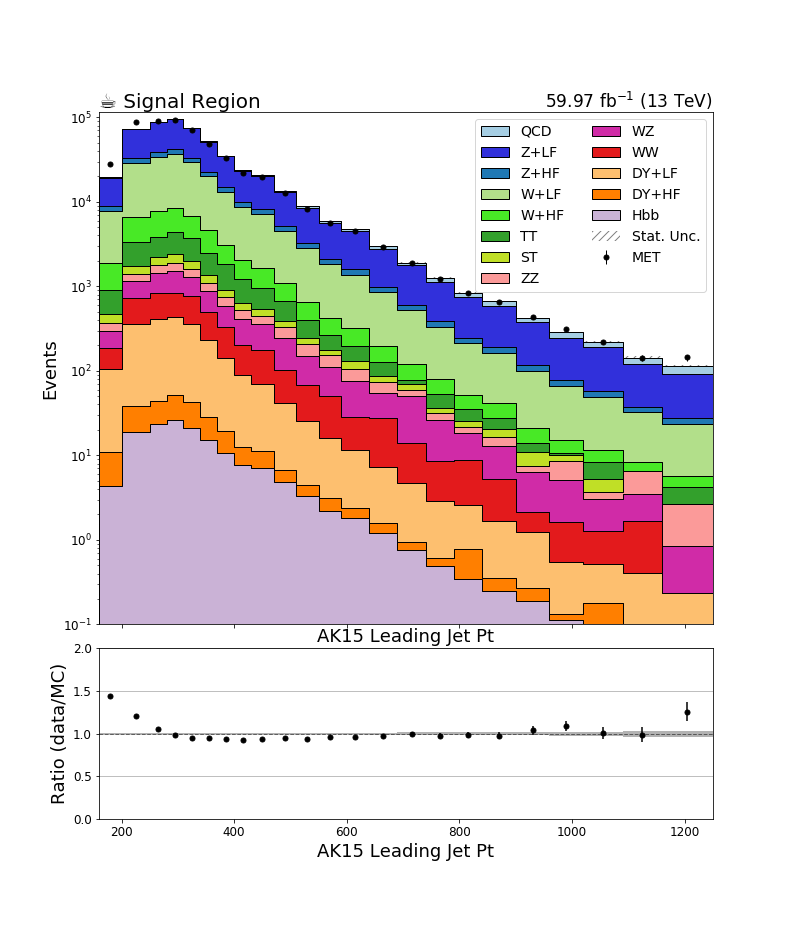 ☕ Signal Region
59.97 fb⁻¹ (13 TeV)
Events
10⁵
10⁴
10³
10²
10¹
10⁰
10⁻¹
QCD
Z+LF
Z+HF
W+LF
W+HF
TT
ST
ZZ
WZ
WW
DY+LF
DY+HF
Hbb
Stat. Unc.
MET
AK15 Leading Jet Pt
Ratio (data/MC)
2.0
1.5
1.0
0.5
0.0
200 400 600 800 1000 1200
AK15 Leading Jet Pt